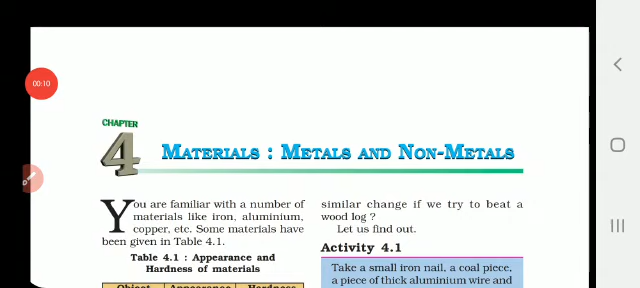 00:10
CHAPTER
4
MATERIALS : METALS AND NON-METALS
You are familiar with a number of
materials like iron, aluminium,
copper, etc. Some materials have
been given in Table 4.1.
Table 4.1 : Appearance and
Hardness of materials
Object Appearance Hardness
similar change if we try to beat a
wood log ?
Let us find out.
Activity 4.1
Take a small iron nail, a coal piece,
a piece of thick aluminium wire and